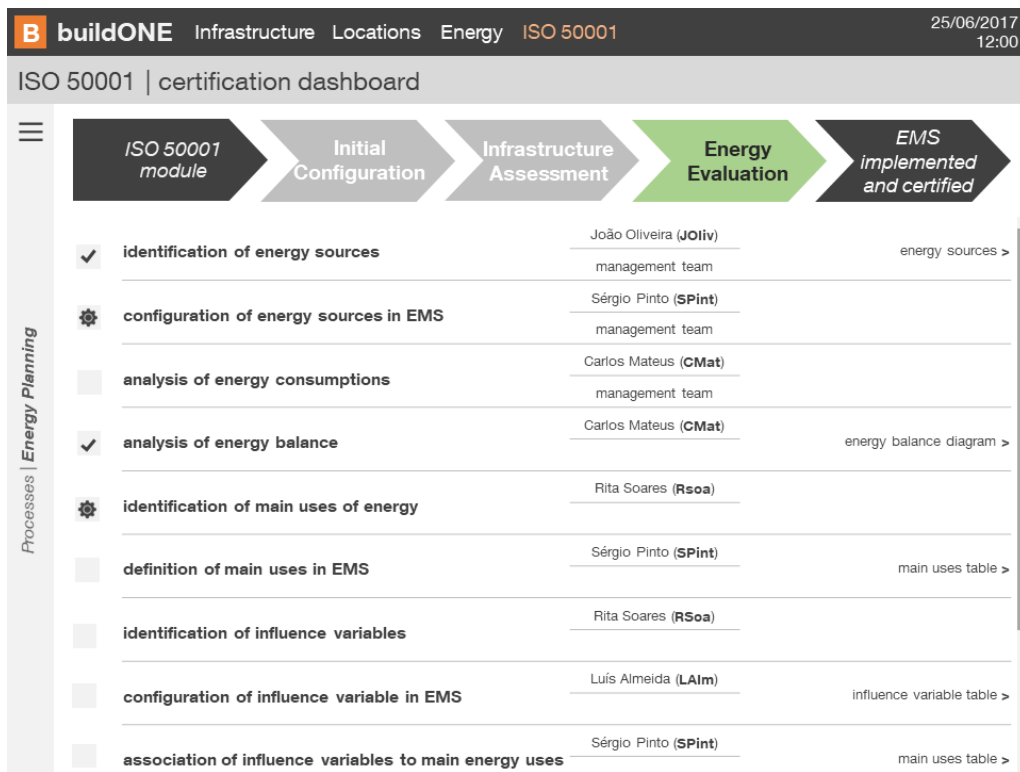 B buildONE Infrastructure Locations Energy ISO 50001
25/06/2017
12:00
ISO 50001 | certification dashboard
ISO 50001
module
Initial
Configuration
Infrastructure
Assessment
Energy
Evaluation
EMS
implemented
and certified
Processes | Energy Planning
identification of energy sources
João Oliveira (JOliv)
management team
energy sources >
configuration of energy sources in EMS
Sérgio Pinto (SPint)
management team
analysis of energy consumptions
Carlos Mateus (CMat)
management team
analysis of energy balance
Carlos Mateus (CMat)
energy balance diagram >
identification of main uses of energy
Rita Soares (Rsoa)
definition of main uses in EMS
Sérgio Pinto (SPint)
main uses table >
identification of influence variables
Rita Soares (RSoa)
configuration of influence variable in EMS
Luís Almeida (LAlm)
influence variable table >
association of influence variables to main energy uses
Sérgio Pinto (SPint)
main uses table >